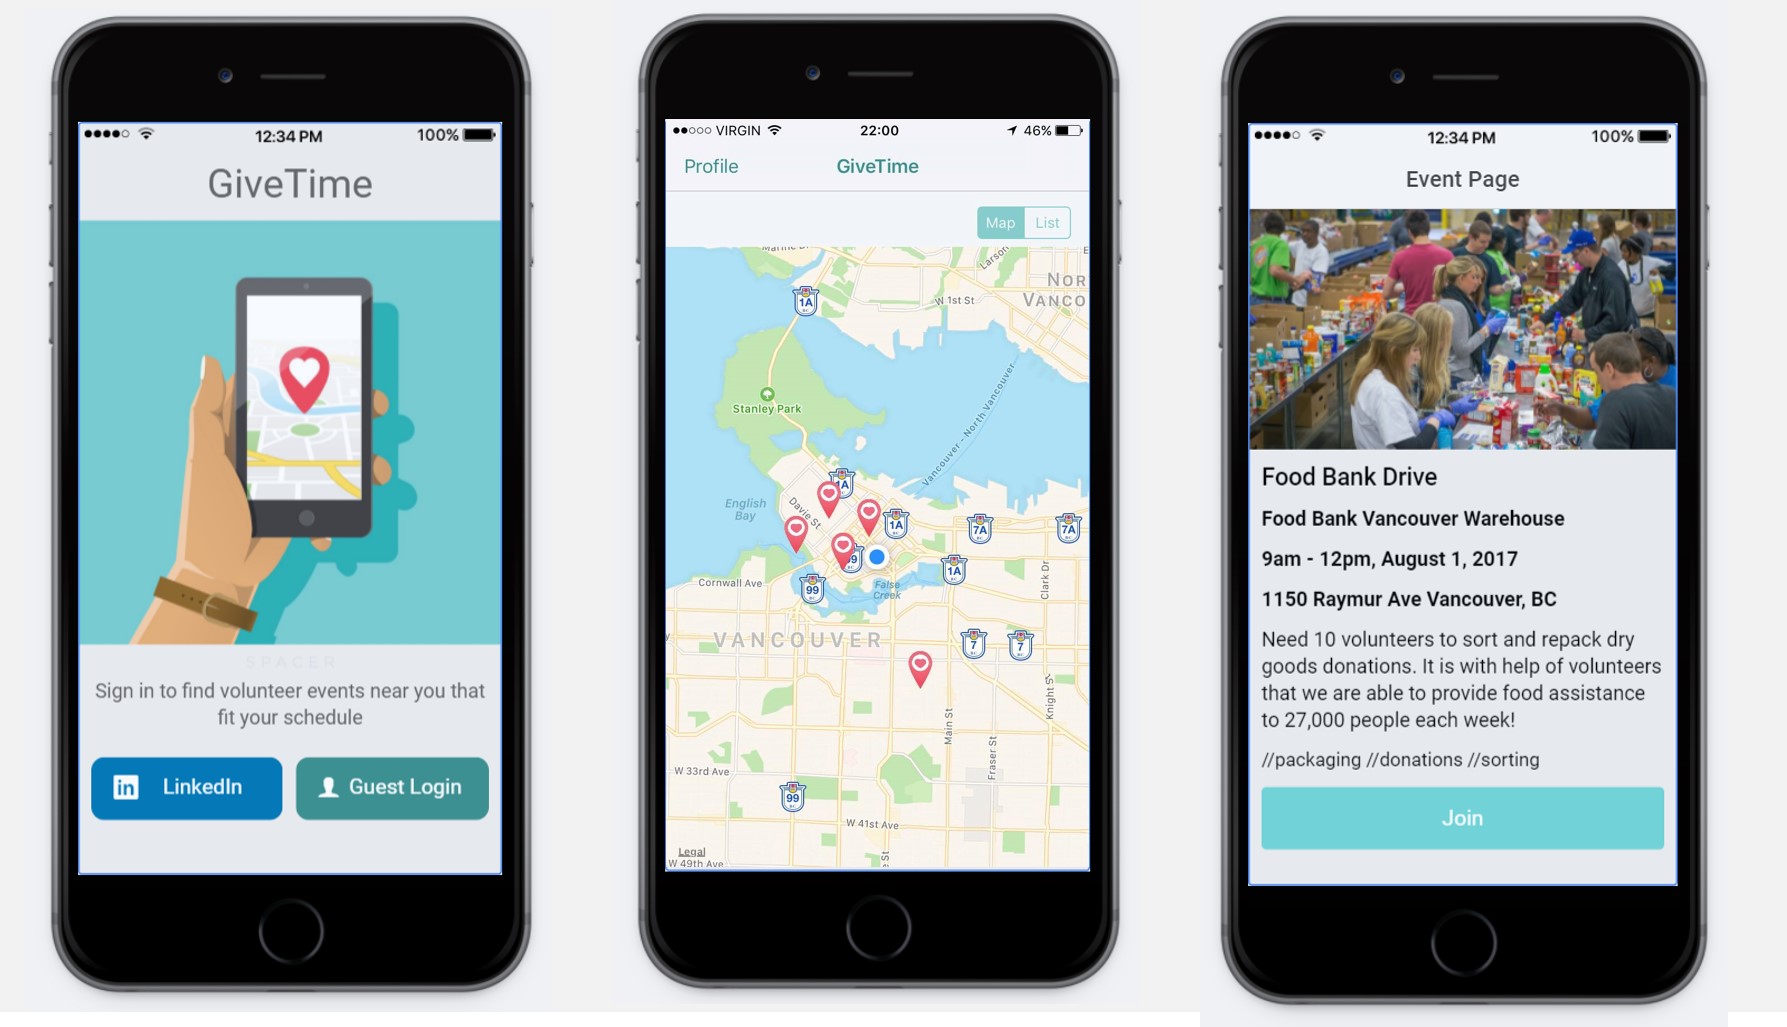 12:34 PM
100%
GiveTime
SPACER
Sign in to find volunteer events near you that
fit your schedule
in LinkedIn
Guest Login
VIRGIN
22:00
46%
Profile
GiveTime
Map
List
Larson
NOR
VANCO
W 1st St
1A
Stanley Park
Vancouver - North Vancouver
1A
English
Bay
Davie St
1A
7A
7A
99
1A
Cornwall Ave
99
False
Creek
Clark Dr
VANCOUVER
7
7
Main St
Knight S
Fraser St
W 33rd Ave
99
W 41st Ave
Legal
W 49th Ave
e St
12:34 PM
100%
Event Page
Food Bank Drive
Food Bank Vancouver Warehouse
9am - 12pm, August 1, 2017
1150 Raymur Ave Vancouver, BC
Need 10 volunteers to sort and repack dry
goods donations. It is with help of volunteers
that we are able to provide food assistance
to 27,000 people each week!
//packaging //donations //sorting
Join